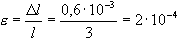 ε = Δl / l = 0,6·10⁻³ / 3 = 2·10⁻⁴